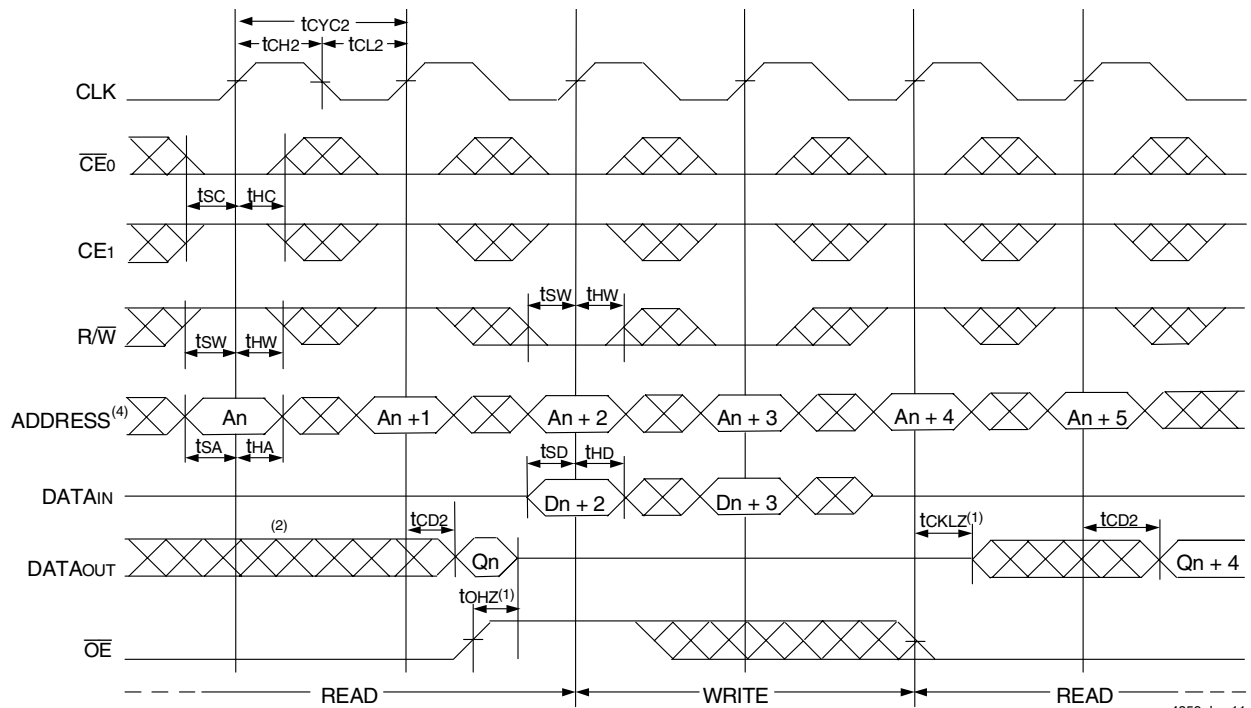 tCYC2
tCH2 tCL2
CLK
CE0
tSC tHC
CE1
tSW tHW
R/W
tSW tHW
ADDRESS(4) An An +1 An + 2 An + 3 An + 4 An + 5
tSA tHA tSD tHD
DATAIN Dn + 2 Dn + 3
(2) tCD2 tCKLZ(1) tCD2
DATAOUT Qn Qn + 4
tOHZ(1)
OE
READ WRITE READ